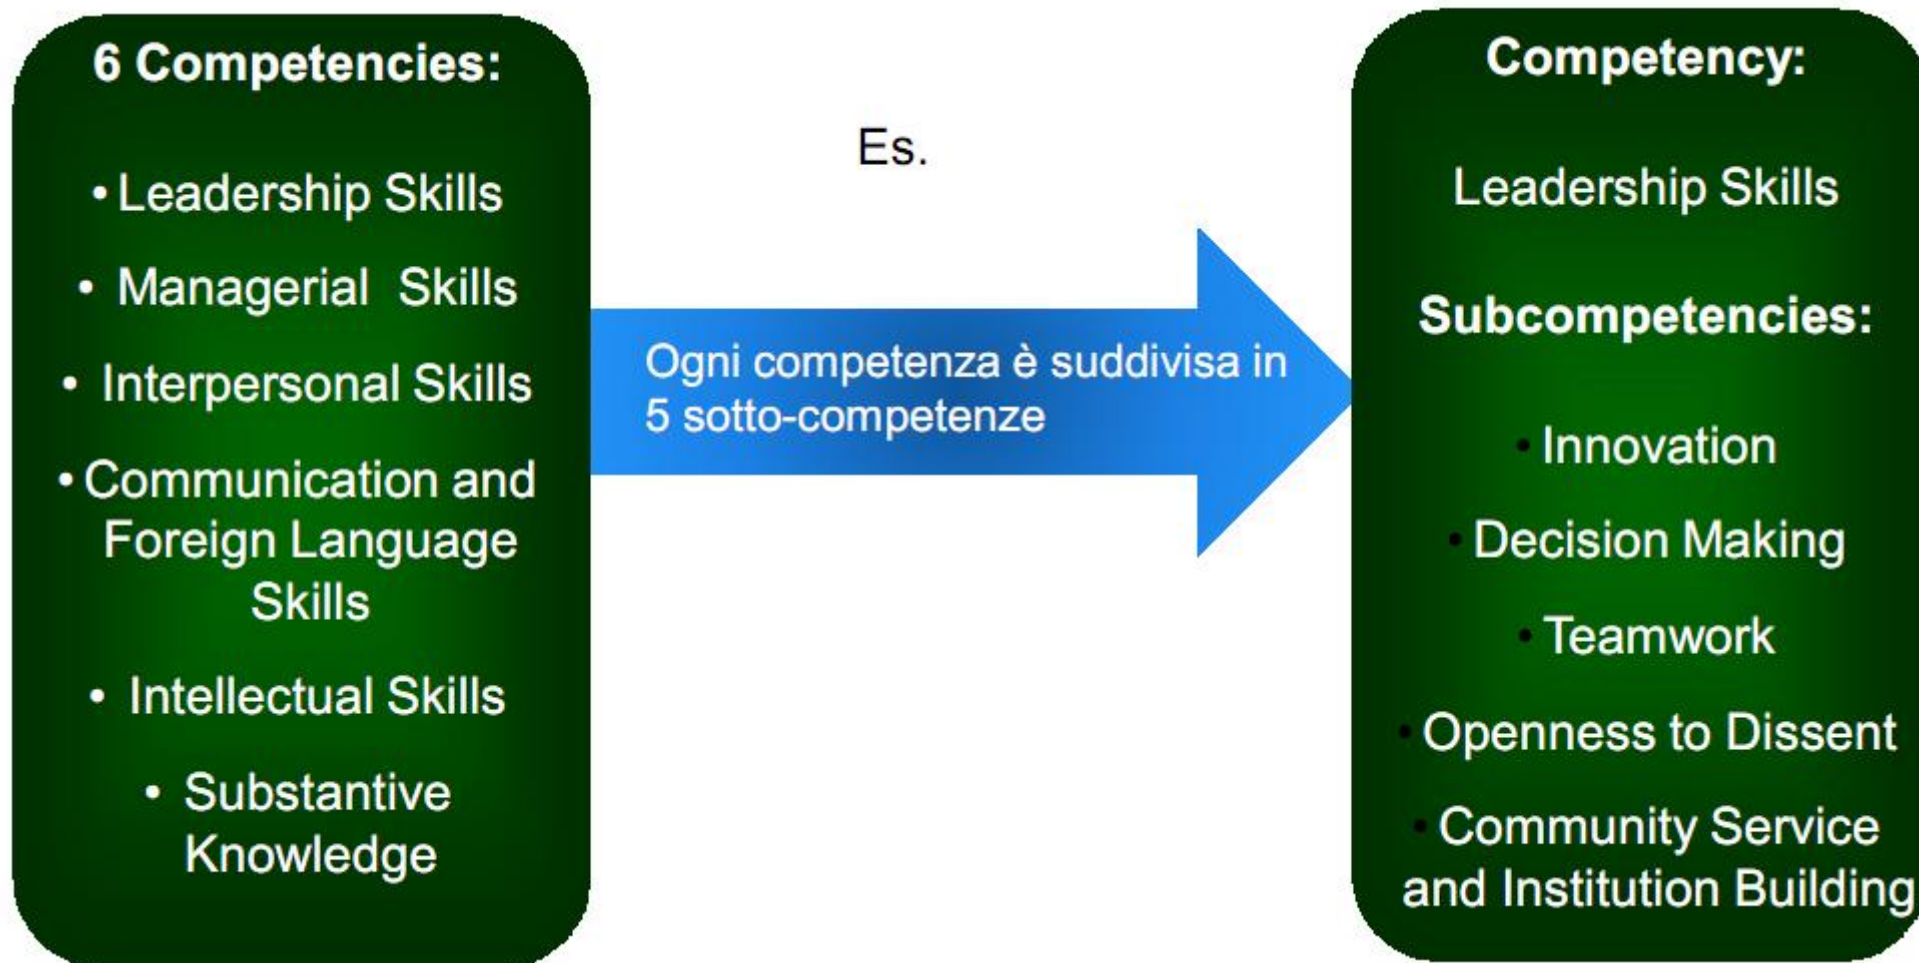 6 Competencies:
• Leadership Skills
• Managerial Skills
• Interpersonal Skills
• Communication and
Foreign Language
Skills
• Intellectual Skills
• Substantive
Knowledge
Es.
Ogni competenza è suddivisa in
5 sotto-competenze
Competency:
Leadership Skills
Subcompetencies:
• Innovation
• Decision Making
• Teamwork
• Openness to Dissent
• Community Service
and Institution Building